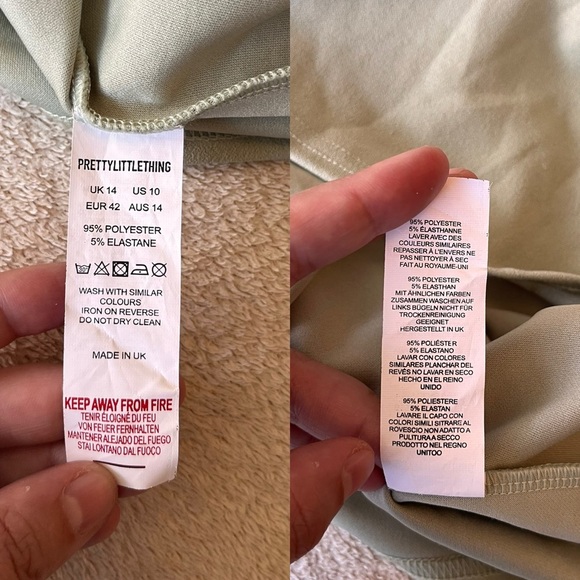 PRETTYLITTLETHING
UK 14 US 10
EUR 42 AUS 14
95% POLYESTER
5% ELASTANE
WASH WITH SIMILAR
COLOURS
IRON ON REVERSE
DO NOT DRY CLEAN
MADE IN UK
KEEP AWAY FROM FIRE
TENIR ÉLOIGNÉ DU FEU
VON FEUER FERNHALTEN
MANTENER ALEJADO DEL FUEGO
STAI LONTANO DAL FUOCO
95% POLYESTER
5% ÉLASTHANNE
LAVER AVEC DES
COULEURS SIMILAIRES
REPASSER À L'ENVERS NE
PAS NETTOYER À SEC
FAIT AU ROYAUME-UNI
95% POLYESTER
5% ELASTHAN
MIT ÄHNLICHEN FARBEN
ZUSAMMEN WASCHEN AUF
LINKS BÜGELN NICHT FÜR
TROCKENREINIGUNG
GEEIGNET
HERGESTELLT IN UK
95% POLIÉSTER
5% ELASTANO
LAVAR CON COLORES
SIMILARES PLANCHAR DEL
REVÉS NO LAVAR EN SECO
HECHO EN EL REINO
UNIDO
95% POLIESTERE
5% ELASTAN
LAVARE IL CAPO CON
COLORI SIMILI SITRARE AL
ROVESCIO NON ADATTO A
PULITURA A SECCO
PRODOTTO NEL REGNO
UNITOO